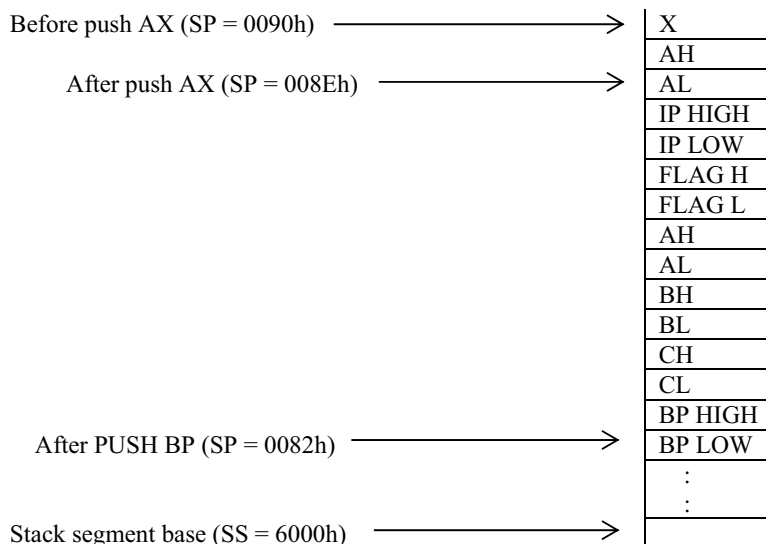 Before push AX (SP = 0090h) X
AH
After push AX (SP = 008Eh) AL
IP HIGH
IP LOW
FLAG H
FLAG L
AH
AL
BH
BL
CH
CL
BP HIGH
After PUSH BP (SP = 0082h) BP LOW
:
:
Stack segment base (SS = 6000h)